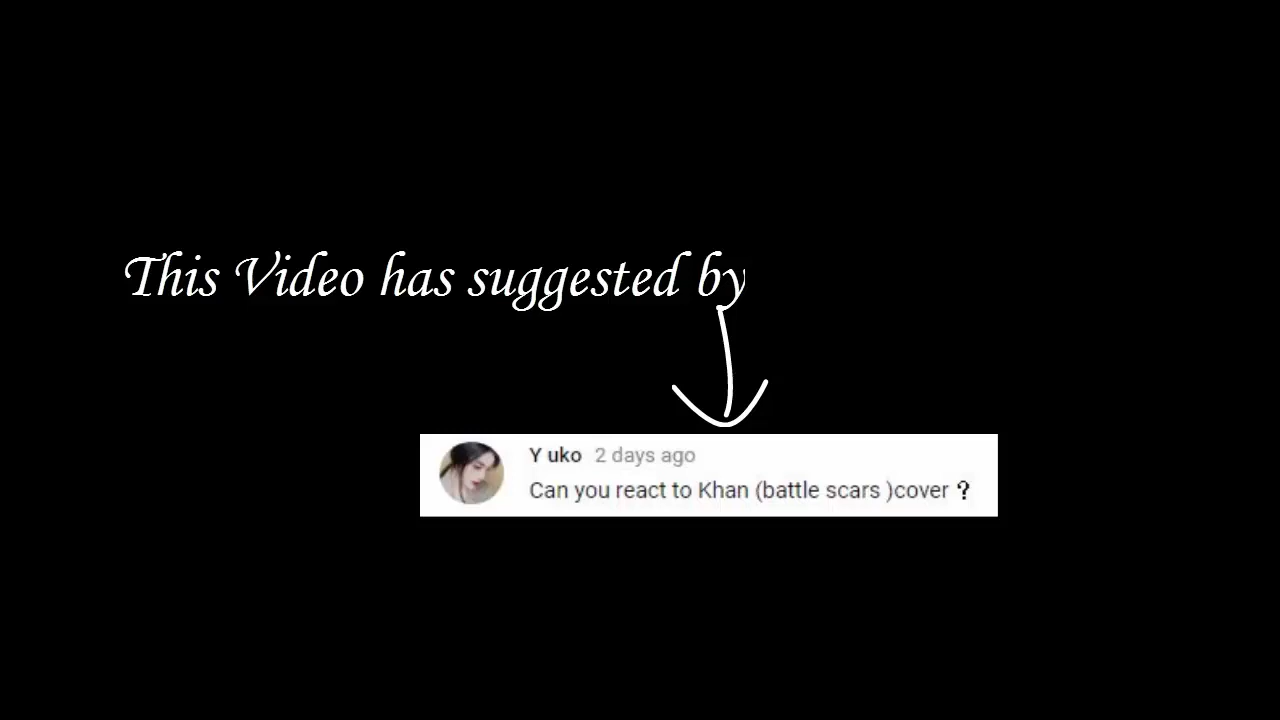 This Video has suggested by
Y uko 2 days ago
Can you react to Khan (battle scars )cover ?